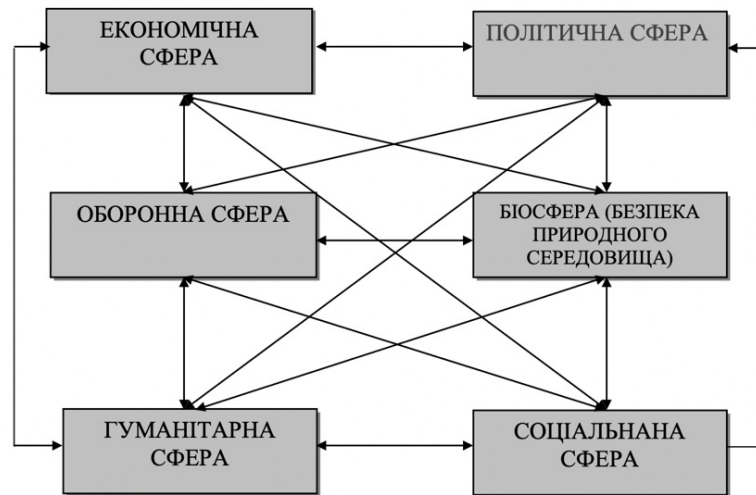 ЕКОНОМІЧНА
СФЕРА
ПОЛІТИЧНА СФЕРА
ОБОРОННА СФЕРА
БІОСФЕРА (БЕЗПЕКА
ПРИРОДНОГО
СЕРЕДОВИЩА)
ГУМАНІТАРНА
СФЕРА
СОЦІАЛЬНАНА
СФЕРА